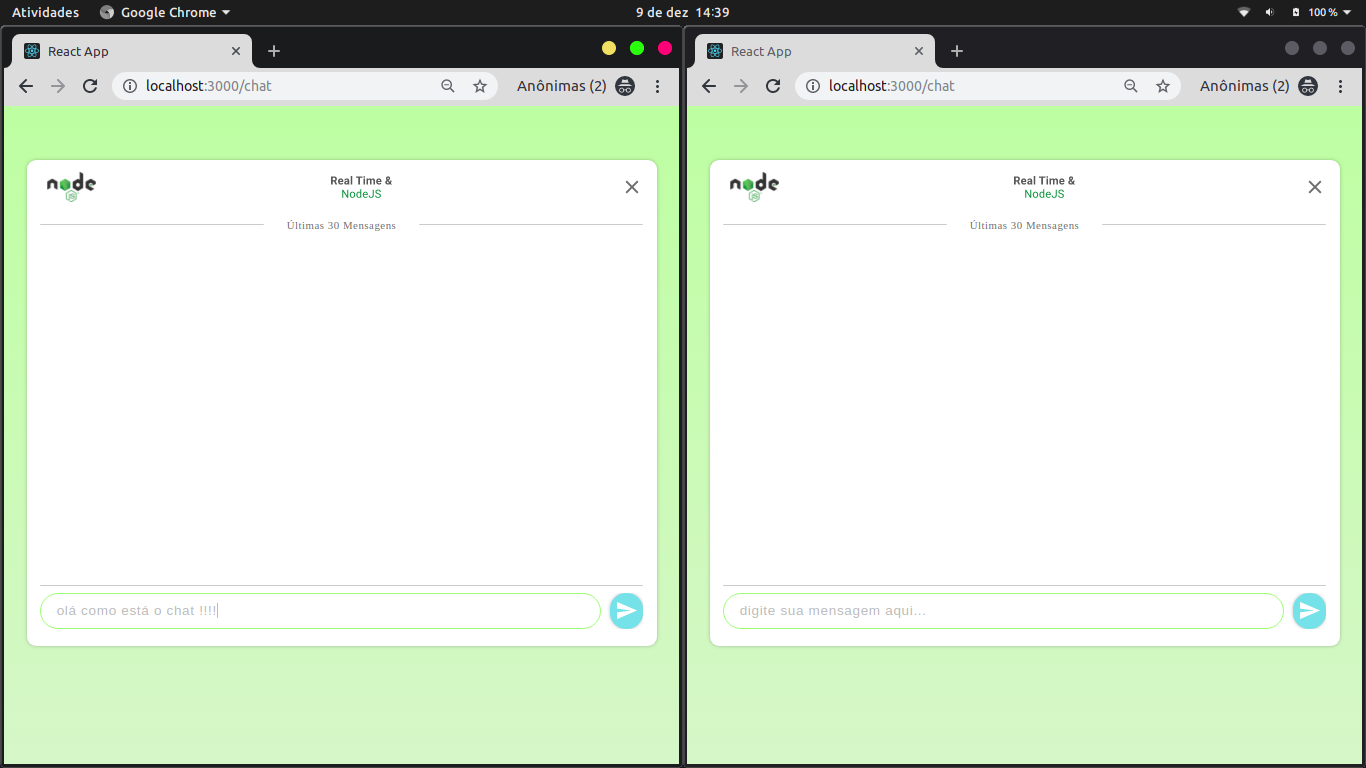 Atividades Google Chrome 9 de dez 14:39 100 %
React App
localhost:3000/chat Anônimas (2)
node
JS
Real Time &
NodeJS
Últimas 30 Mensagens
olá como está o chat !!!!
React App
localhost:3000/chat Anônimas (2)
node
JS
Real Time &
NodeJS
Últimas 30 Mensagens
digite sua mensagem aqui...